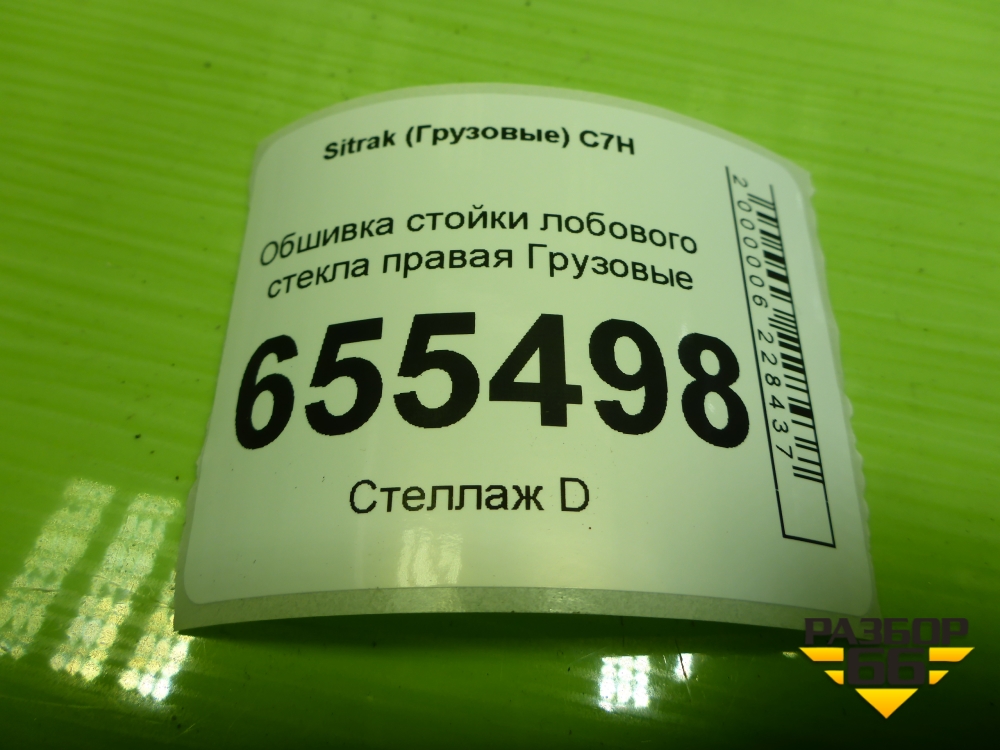 Sitrak (Грузовые) C7H
Обшивка стойки лобового
стекла правая Грузовые
655498
Стеллаж D
2000006228437
РАЗБОР
66